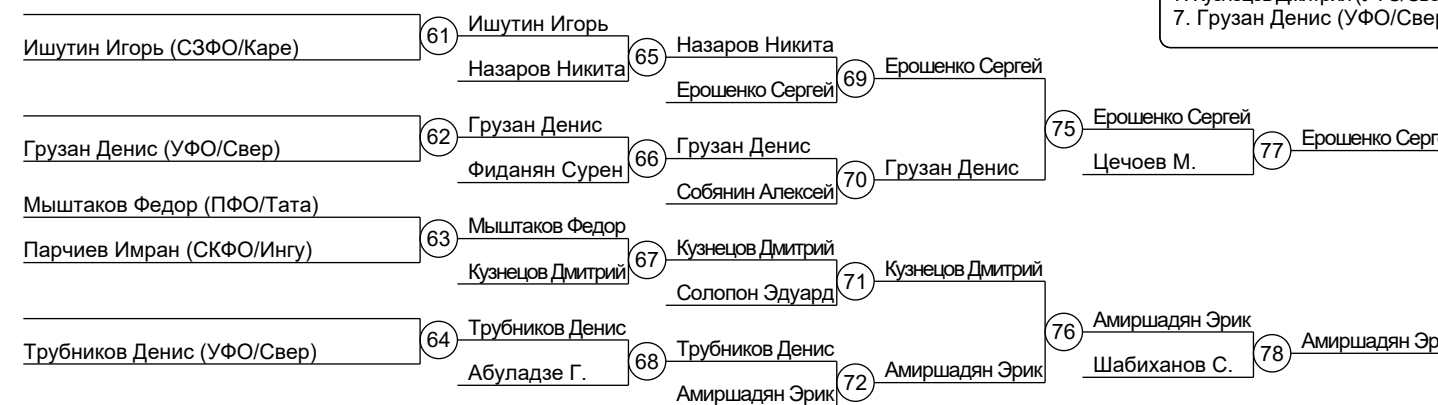 7. Грузан Денис (УФО/Свер
Ишутин Игорь (СЗФО/Каре)
61
Ишутин Игорь
Назаров Никита
65
Назаров Никита
Ерошенко Сергей
69
Ерошенко Сергей
Грузан Денис (УФО/Свер)
62
Грузан Денис
Фиданян Сурен
66
Грузан Денис
Собянин Алексей
70
Грузан Денис
75
Ерошенко Сергей
Цечоев М.
77
Ерошенко Серг
Мыштаков Федор (ПФО/Тата)
Парчиев Имран (СКФО/Ингу)
63
Мыштаков Федор
Кузнецов Дмитрий
67
Кузнецов Дмитрий
Солопон Эдуард
71
Кузнецов Дмитрий
Трубников Денис (УФО/Свер)
64
Трубников Денис
Абуладзе Г.
68
Трубников Денис
Амиршадян Эрик
72
Амиршадян Эрик
76
Амиршадян Эрик
Шабиханов С.
78
Амиршадян Эр